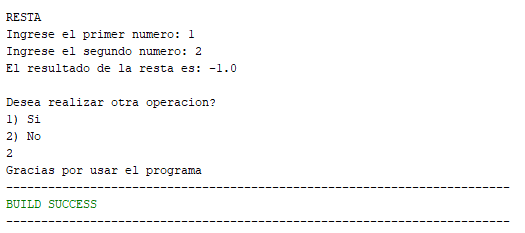 RESTA
Ingrese el primer numero: 1
Ingrese el segundo numero: 2
El resultado de la resta es: -1.0
Desea realizar otra operacion?
1) Si
2) No
2
Gracias por usar el programa
------------------------------------------------------------------------
BUILD SUCCESS
------------------------------------------------------------------------